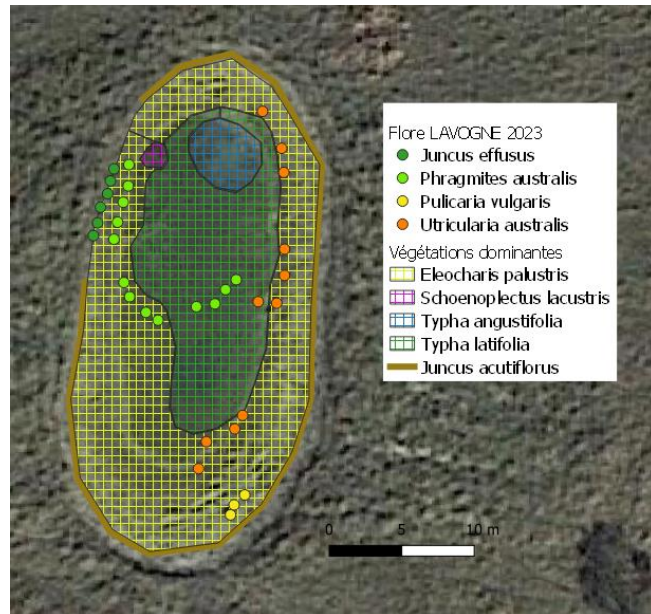 Flore LAVOGNE 2023
Juncus effusus
Phragmites australis
Pulicaria vulgaris
Utricularia australis
Végétations dominantes
Eleocharis palustris
Schoenoplectus lacustris
Typha angustifolia
Typha latifolia
Juncus acutiflorus
0 5 10 m